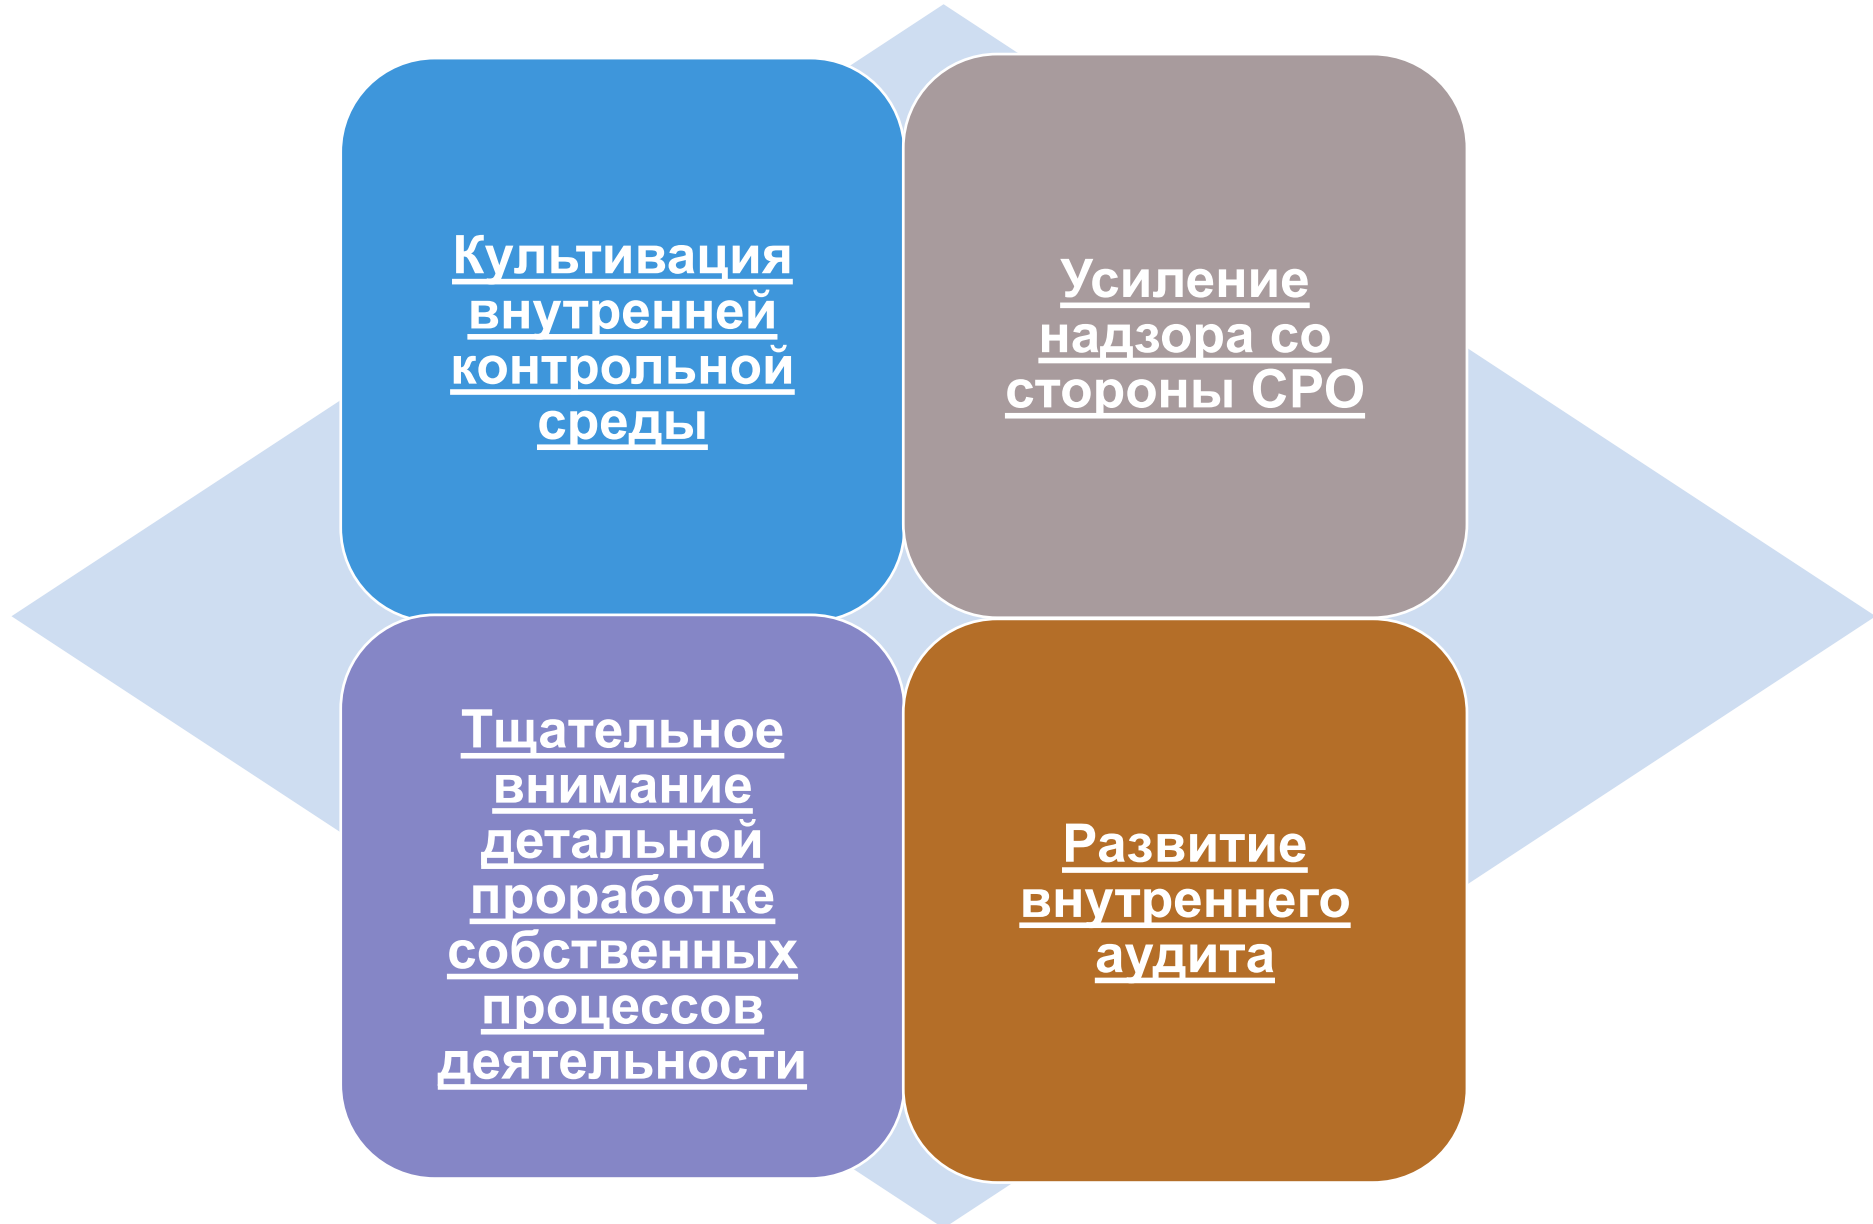 Культивация
внутренней
контрольной
среды
Усиление
надзора со
стороны СРО
Тщательное
внимание
детальной
проработке
собственных
процессов
деятельности
Развитие
внутреннего
аудита